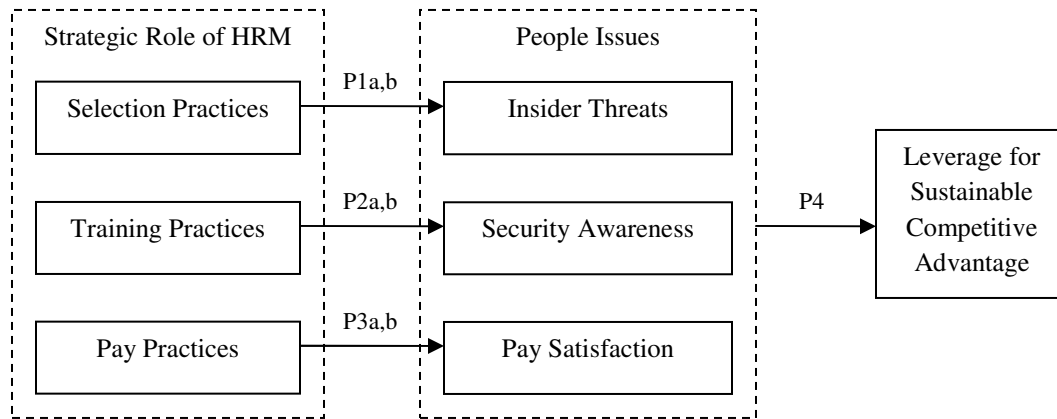 Strategic Role of HRM
People Issues
Selection Practices
P1a,b
Insider Threats
Training Practices
P2a,b
Security Awareness
Pay Practices
P3a,b
Pay Satisfaction
P4
Leverage for
Sustainable
Competitive
Advantage